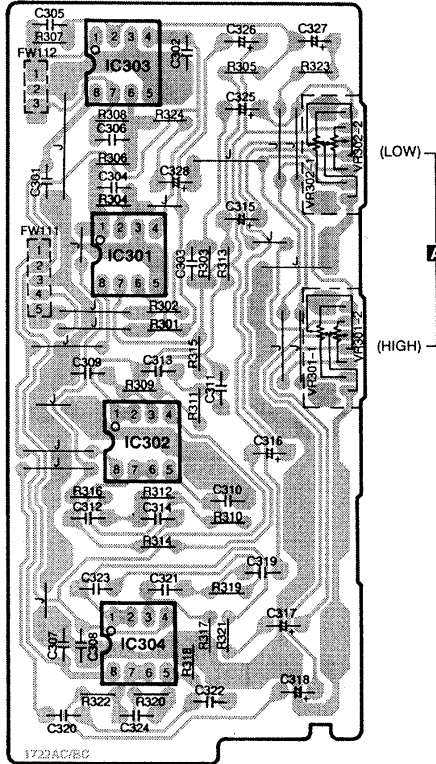 C305
R307
FW112
1
2
3
1 2 3 4
IC303
8 7 6 5
C302
C326
C327
R305
R323
C325
R308
R324
C306
J
R306
C301
C304
C328
R304
J
VR302-1
VR302-2
(LOW)
C315
FW111
1
2
3
4
5
J
1 2 3 4
IC301
8 7 6 5
C303
R303
R313
J
J
A
J
R302
J
R301
J
R315
J
J
VR301-1
VR301-2
(HIGH)
C309
C313
R309
C311
R311
J
1 2 3 4
IC302
8 7 6 5
C316
J
J
R316
R312
C310
C312
C314
R310
R314
C319
C323
C321
R319
J
1 2 3 4
IC304
8 7 6 5
C307
C308
R317
R321
C317
R318
R322
R320
C322
C318
C320
C324
1722AC/BC